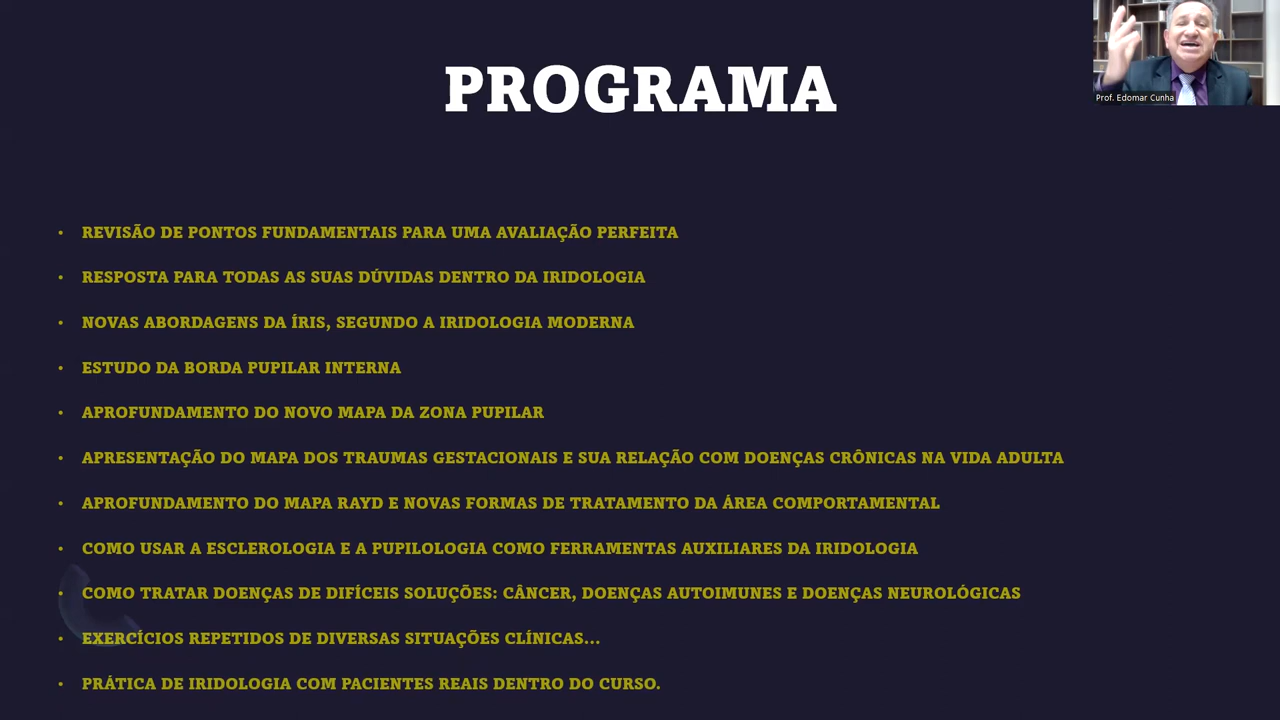 PROGRAMA
Prof. Edomar Cunha
• REVISÃO DE PONTOS FUNDAMENTAIS PARA UMA AVALIAÇÃO PERFEITA
• RESPOSTA PARA TODAS AS SUAS DÚVIDAS DENTRO DA IRIDOLOGIA
• NOVAS ABORDAGENS DA ÍRIS, SEGUNDO A IRIDOLOGIA MODERNA
• ESTUDO DA BORDA PUPILAR INTERNA
• APROFUNDAMENTO DO NOVO MAPA DA ZONA PUPILAR
• APRESENTAÇÃO DO MAPA DOS TRAUMAS GESTACIONAIS E SUA RELAÇÃO COM DOENÇAS CRÔNICAS NA VIDA ADULTA
• APROFUNDAMENTO DO MAPA RAYD E NOVAS FORMAS DE TRATAMENTO DA ÁREA COMPORTAMENTAL
• COMO USAR A ESCLEROLOGIA E A PUPILOLOGIA COMO FERRAMENTAS AUXILIARES DA IRIDOLOGIA
• COMO TRATAR DOENÇAS DE DIFÍCEIS SOLUÇÕES: CÂNCER, DOENÇAS AUTOIMUNES E DOENÇAS NEUROLÓGICAS
• EXERCÍCIOS REPETIDOS DE DIVERSAS SITUAÇÕES CLÍNICAS...
• PRÁTICA DE IRIDOLOGIA COM PACIENTES REAIS DENTRO DO CURSO.